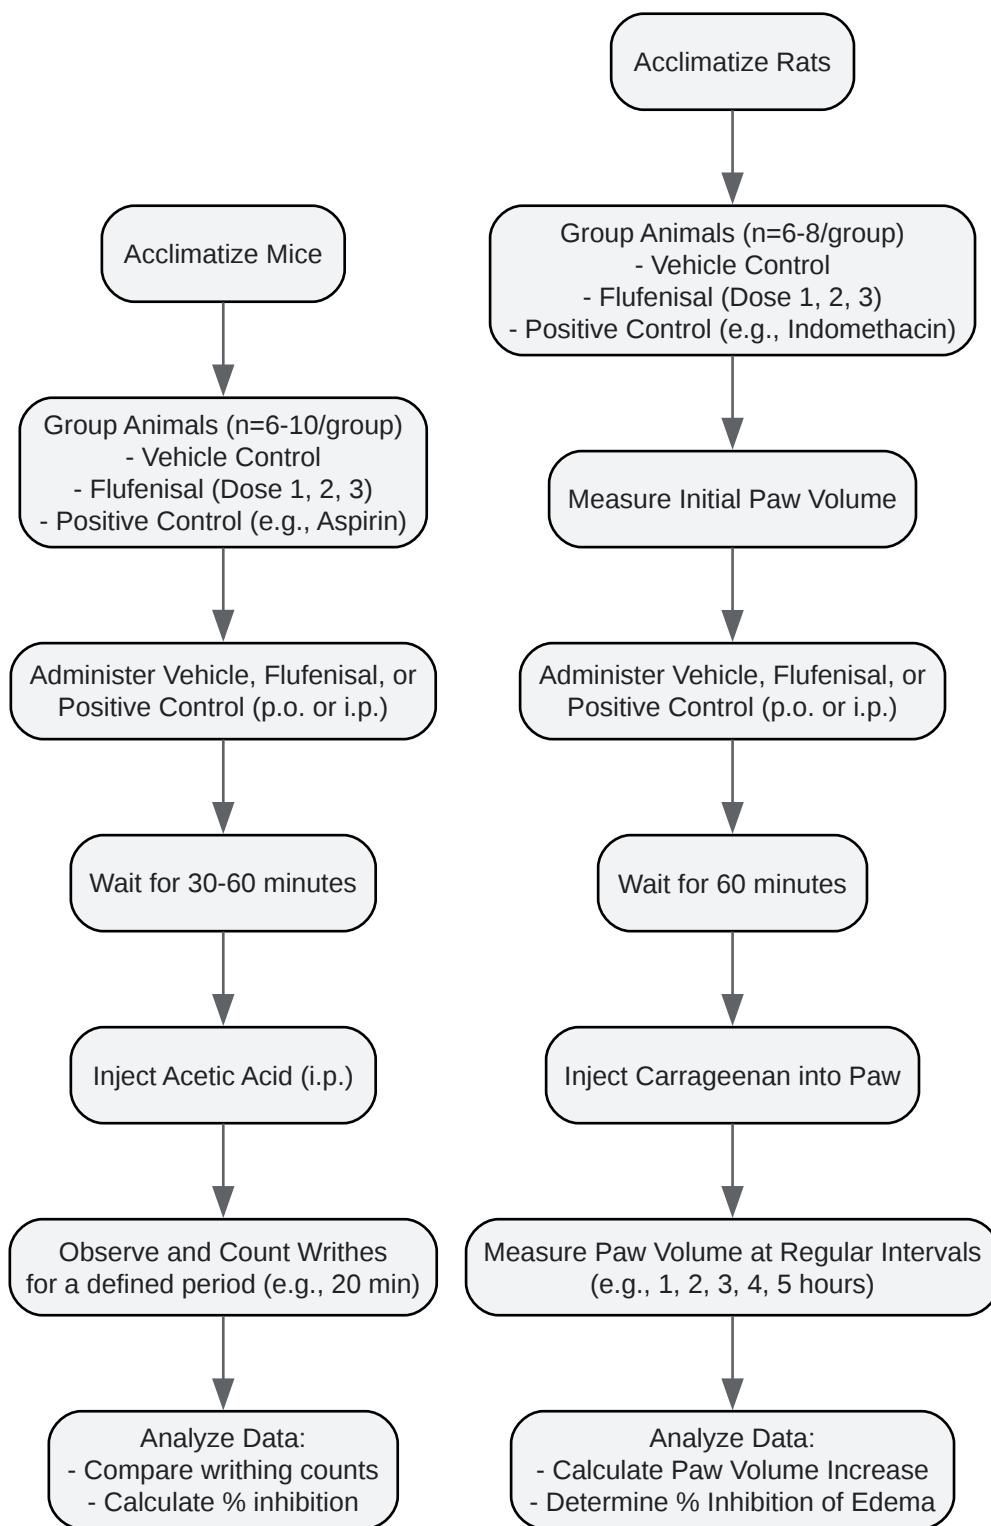 Acclimatize Mice
Group Animals (n=6-10/group)
- Vehicle Control
- Flufenisal (Dose 1, 2, 3)
- Positive Control (e.g., Aspirin)
Administer Vehicle, Flufenisal, or
Positive Control (p.o. or i.p.)
Wait for 30-60 minutes
Inject Acetic Acid (i.p.)
Observe and Count Writhes
for a defined period (e.g., 20 min)
Analyze Data:
- Compare writhing counts
- Calculate % inhibition
Acclimatize Rats
Group Animals (n=6-8/group)
- Vehicle Control
- Flufenisal (Dose 1, 2, 3)
- Positive Control (e.g., Indomethacin)
Measure Initial Paw Volume
Administer Vehicle, Flufenisal, or
Positive Control (p.o. or i.p.)
Wait for 60 minutes
Inject Carrageenan into Paw
Measure Paw Volume at Regular Intervals
(e.g., 1, 2, 3, 4, 5 hours)
Analyze Data:
- Calculate Paw Volume Increase
- Determine % Inhibition of Edema